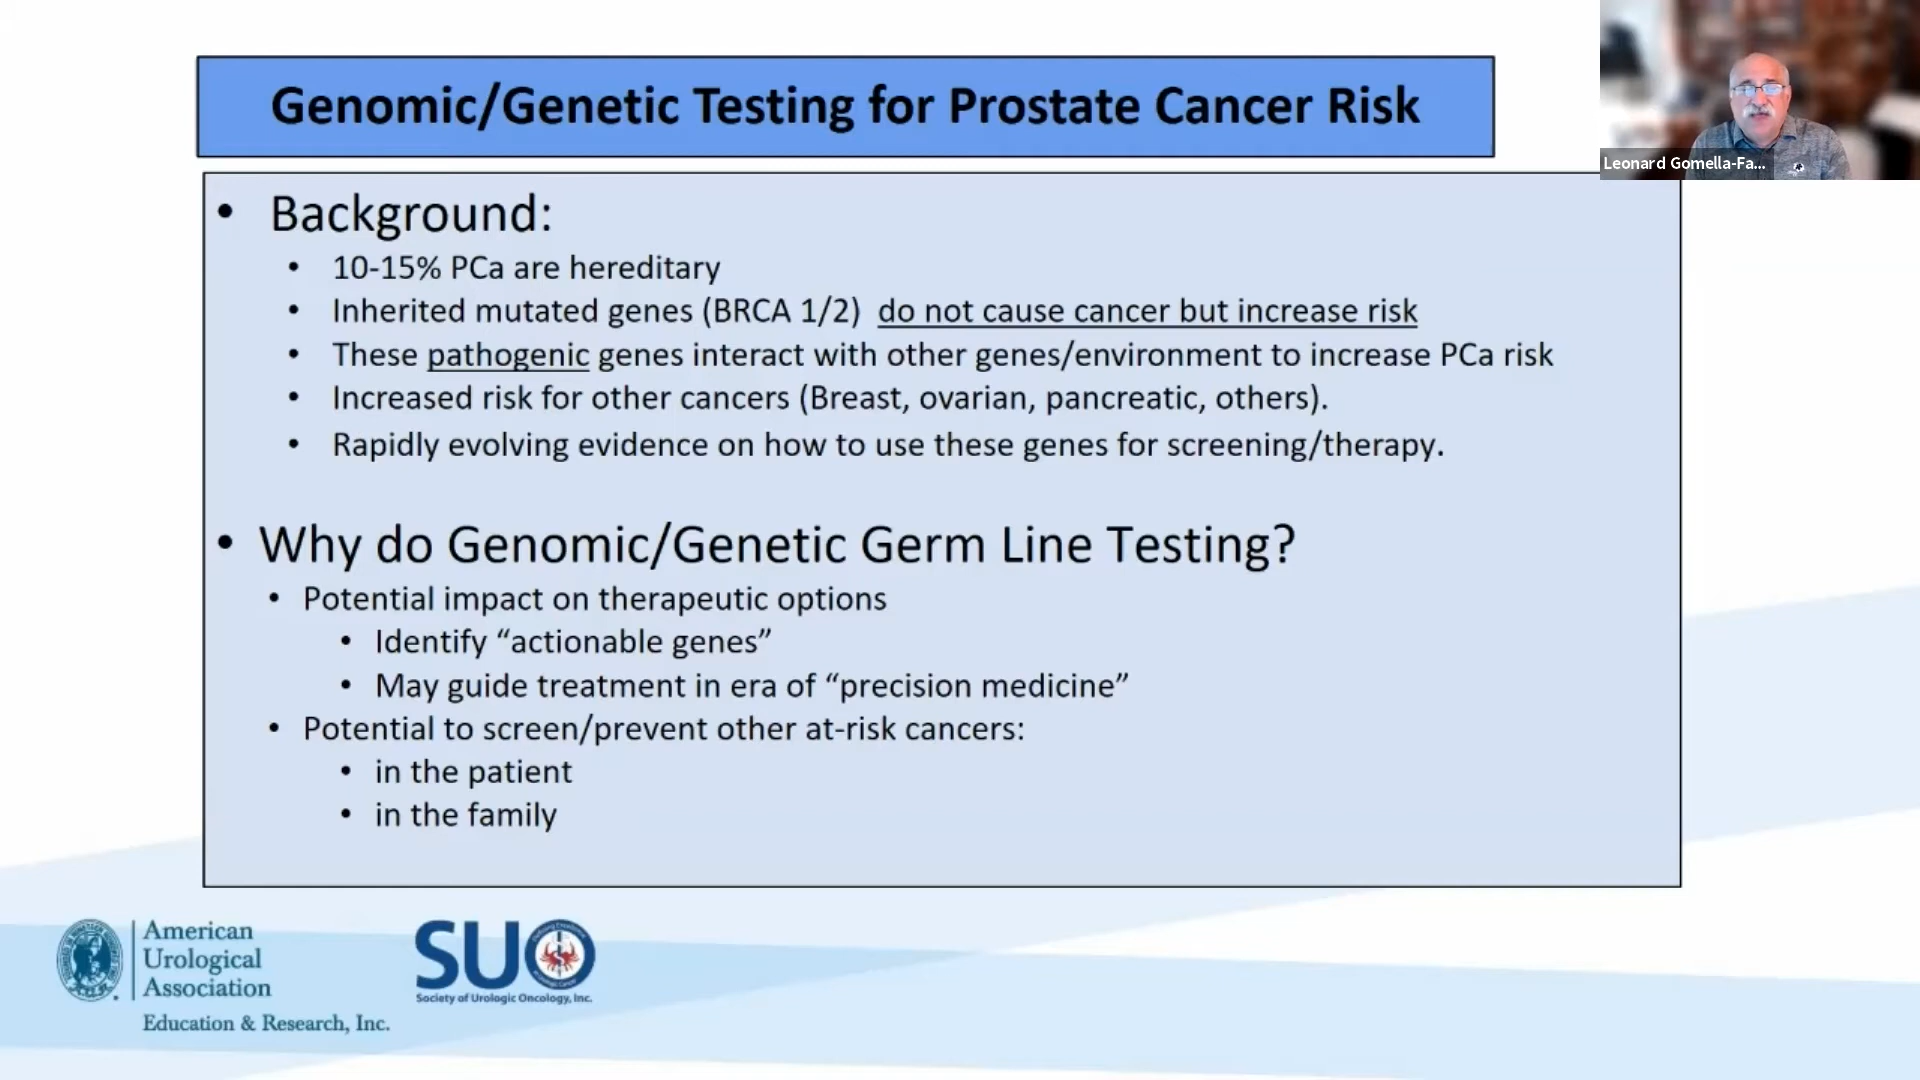 Genomic/Genetic Testing for Prostate Cancer Risk
Leonard Gomella-Fa...
• Background:
• 10-15% PCa are hereditary
• Inherited mutated genes (BRCA 1/2) do not cause cancer but increase risk
• These pathogenic genes interact with other genes/environment to increase PCa risk
• Increased risk for other cancers (Breast, ovarian, pancreatic, others).
• Rapidly evolving evidence on how to use these genes for screening/therapy.
• Why do Genomic/Genetic Germ Line Testing?
• Potential impact on therapeutic options
• Identify “actionable genes”
• May guide treatment in era of “precision medicine”
• Potential to screen/prevent other at-risk cancers:
• in the patient
• in the family
American
Urological
Association
Education & Research, Inc.
SUO
Society of Urologic Oncology, Inc.